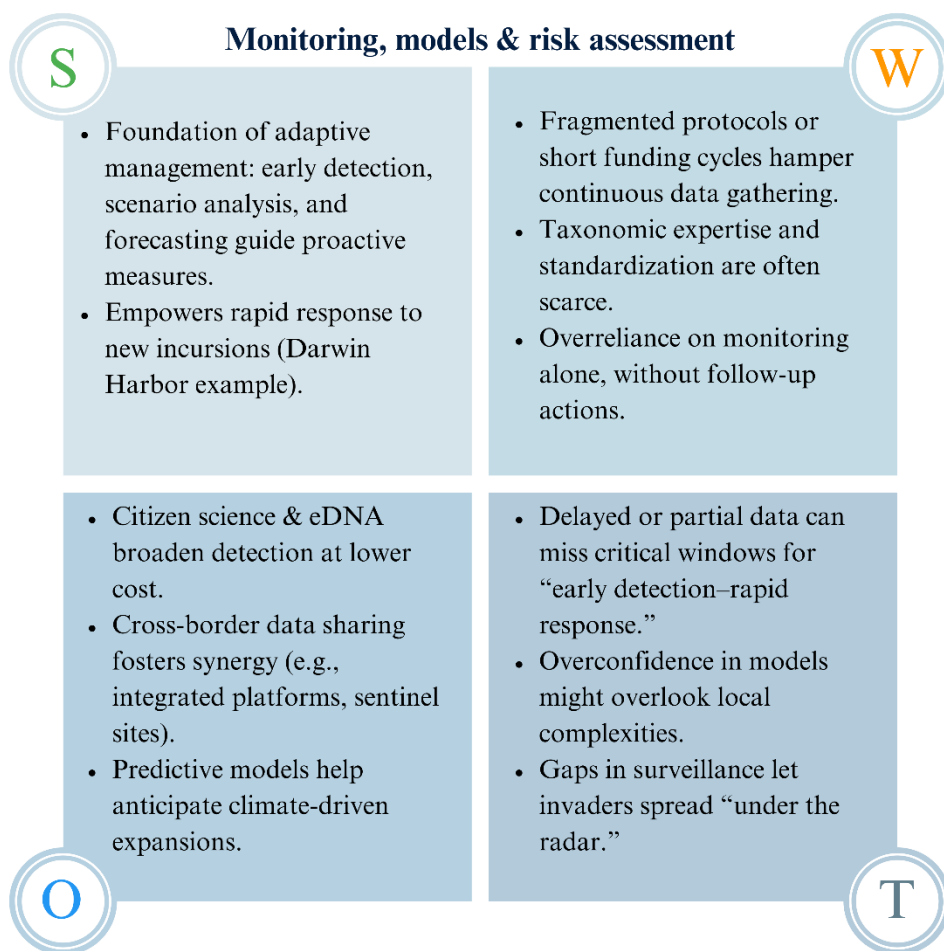 Monitoring, models & risk assessment
S
W
• Foundation of adaptive
management: early detection,
scenario analysis, and
forecasting guide proactive
measures.
• Empowers rapid response to
new incursions (Darwin
Harbor example).
• Fragmented protocols or
short funding cycles hamper
continuous data gathering.
• Taxonomic expertise and
standardization are often
scarce.
• Overreliance on monitoring
alone, without follow-up
actions.
• Citizen science & eDNA
broaden detection at lower
cost.
• Cross-border data sharing
fosters synergy (e.g.,
integrated platforms, sentinel
sites).
• Predictive models help
anticipate climate-driven
expansions.
• Delayed or partial data can
miss critical windows for
“early detection–rapid
response.”
• Overconfidence in models
might overlook local
complexities.
• Gaps in surveillance let
invaders spread “under the
radar.”
O
T